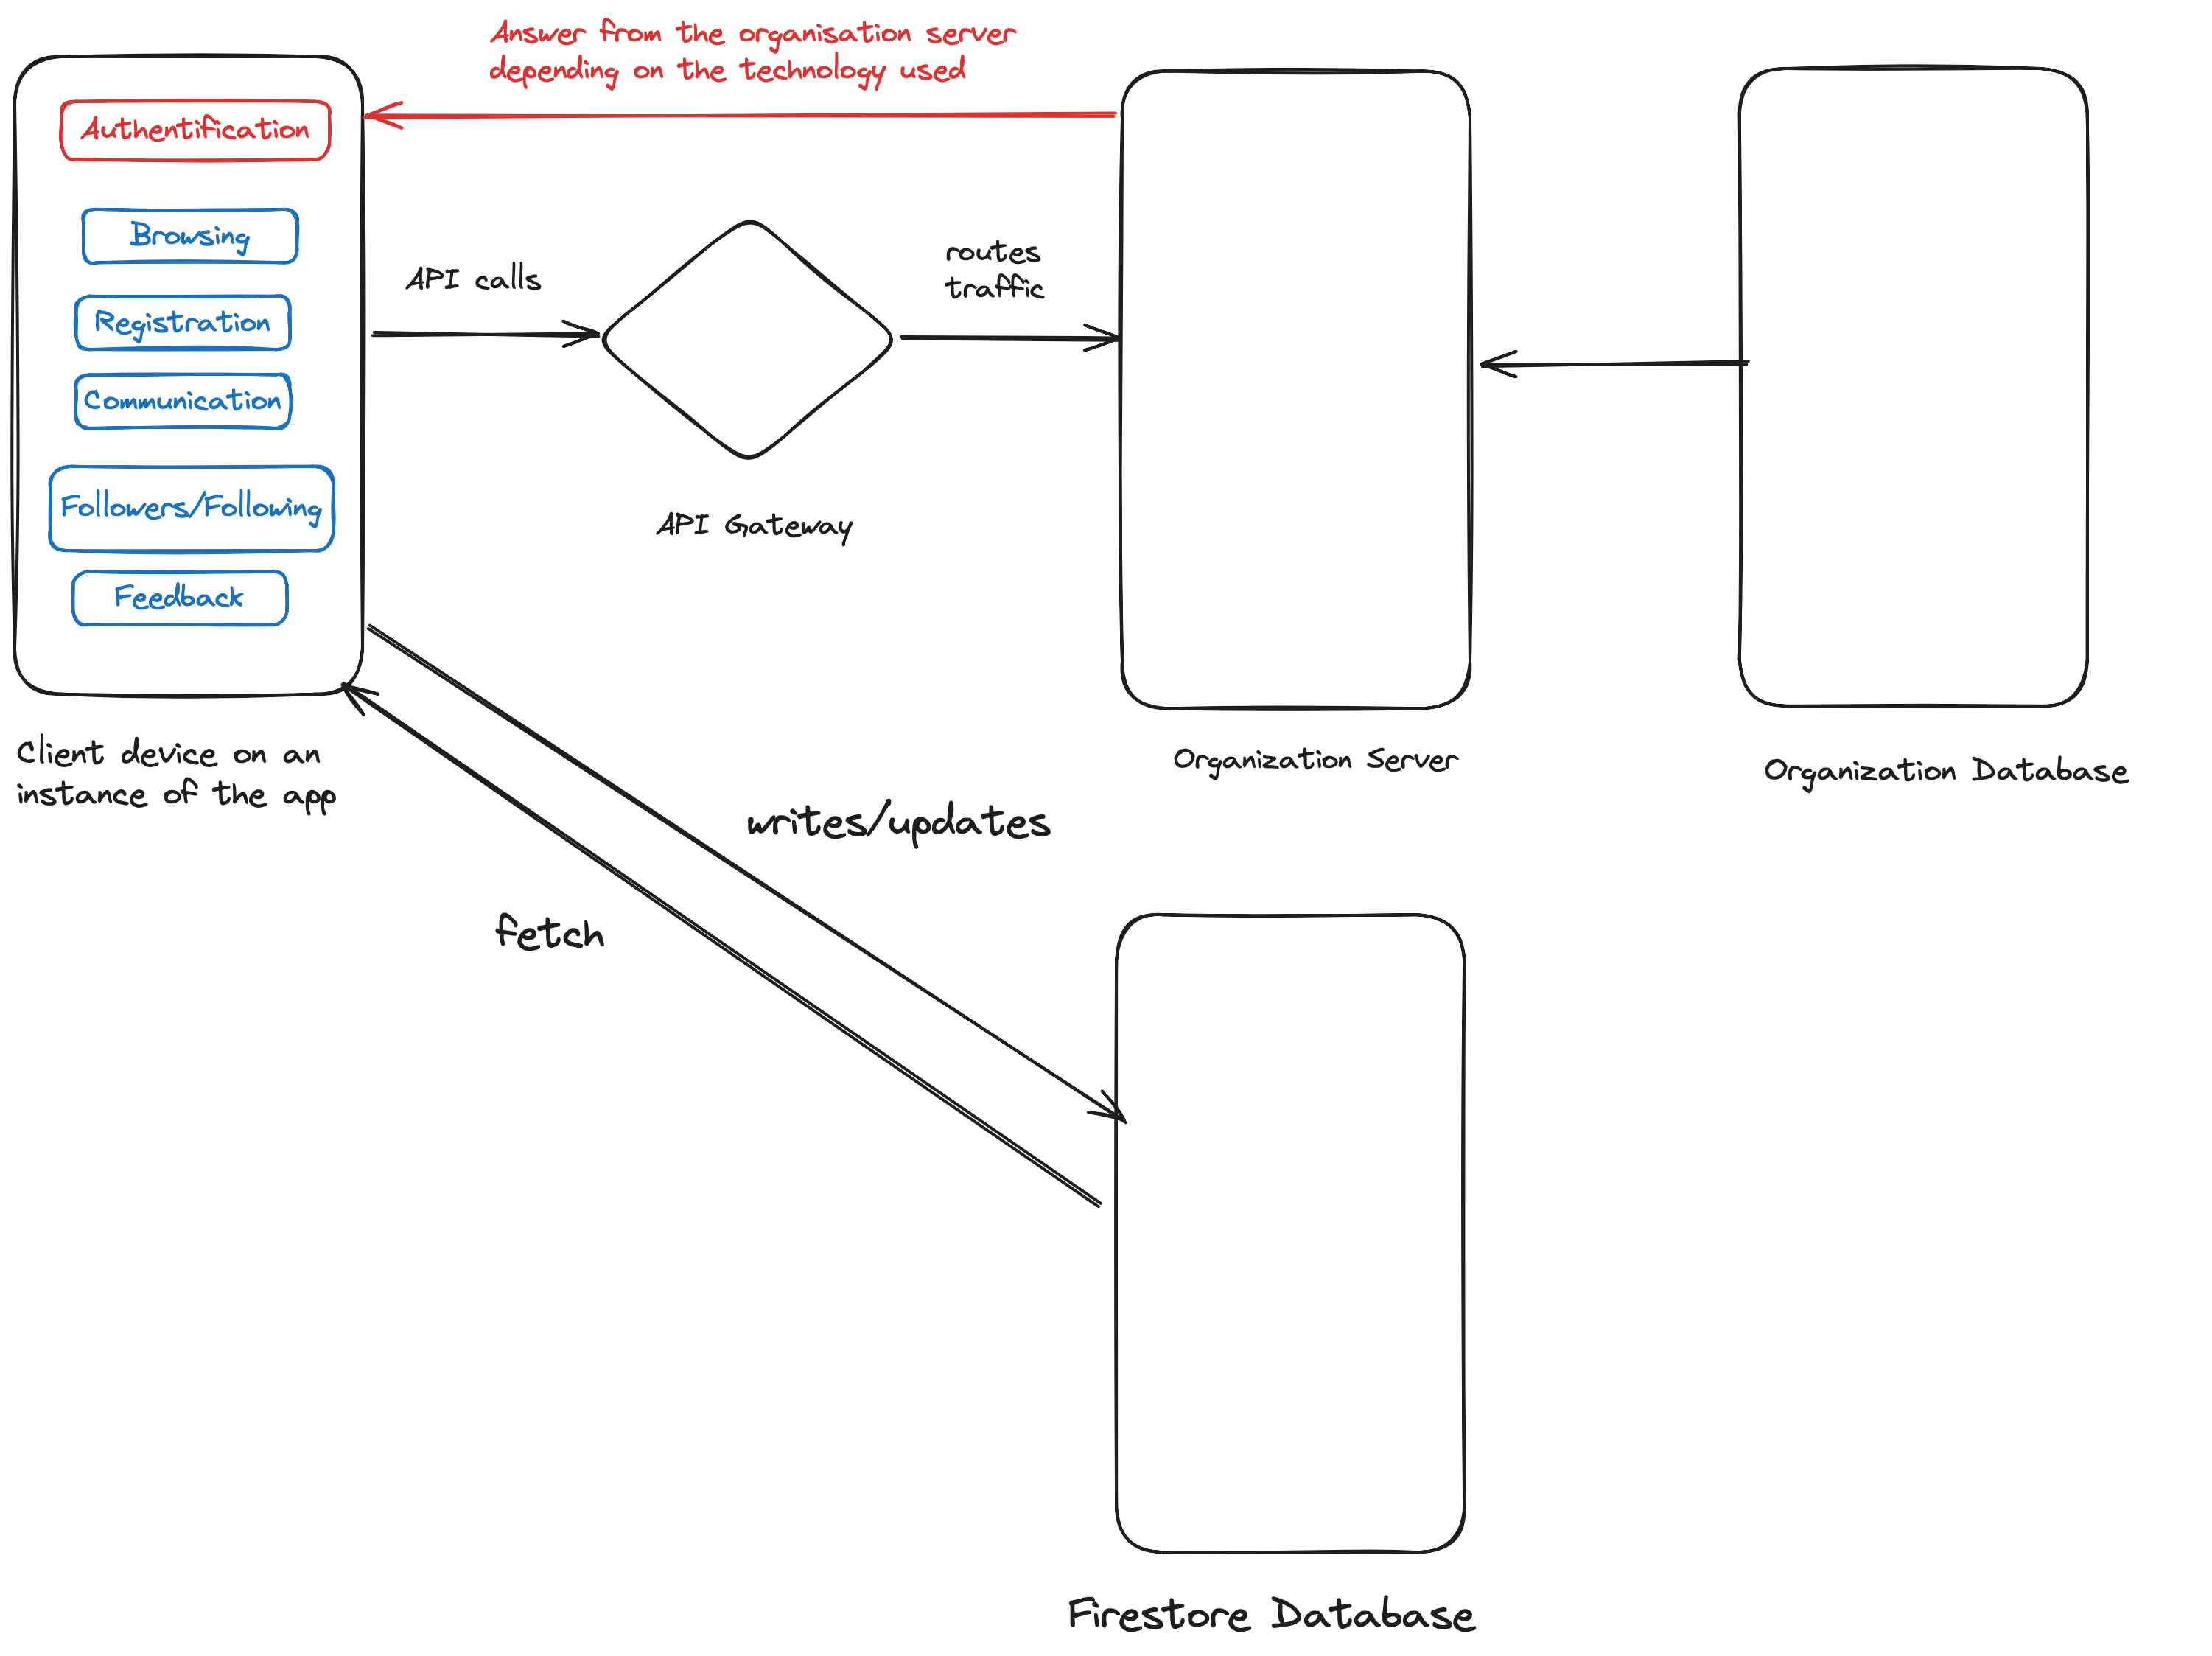 Answer from the organisation server
depending on the technology used
Authentification
Browsing
Registration
Communication
Followers/Following
Feedback
API calls
routes
traffic
API Gateway
Client device on an
instance of the app
Organization Server
Organization Database
writes/updates
fetch
Firestore Database